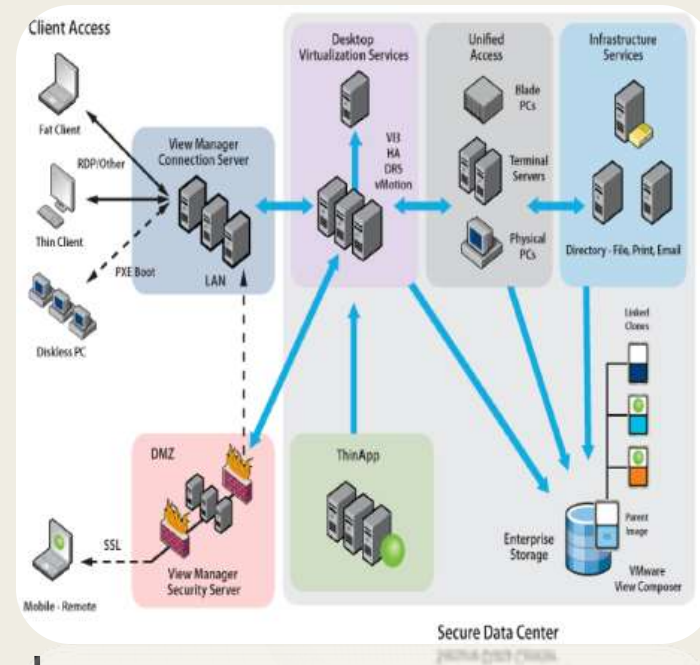 Client Access
Fat Client
RDP/Other
Thin Client
PXE Boot
Diskless PC
View Manager
Connection Server
LAN
Desktop
Virtualization Services
VI3
HA
DRS
vMotion
Unified
Access
Blade
PCs
Terminal
Servers
Physical
PCs
Infrastructure
Services
Directory - File, Print, Email
Linked
Clones
DMZ
SSL
View Manager
Security Server
Mobile - Remote
ThinApp
Enterprise
Storage
Parent
Image
VMware
View Composer
Secure Data Center